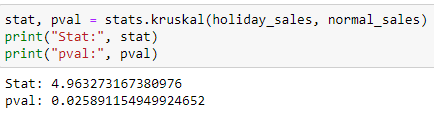 stat, pval = stats.kruskal(holiday_sales, normal_sales)
print("Stat:", stat)
print("pval:", pval)
Stat: 4.963273167380976
pval: 0.025891154949924652